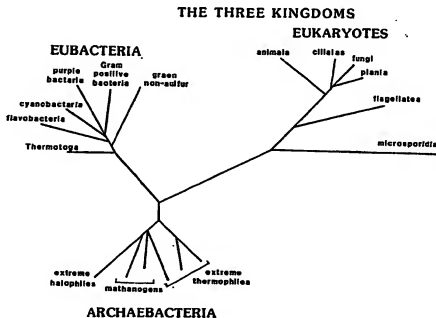 THE THREE KINGDOMS
EUBACTERIA
EUKARYOTES
purple
bacteria
Gram
positive
bacteria
green
non-sulfur
cyanobacteria
flavobacteria
Thermotoga
animals
ciliates
fungi
plants
flagellates
microsporidia
extreme
halophiles
methanogens
extreme
thermophiles
ARCHAEBACTERIA